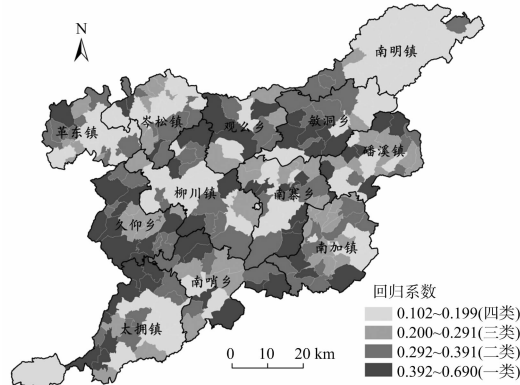 N
南明镇
岑松镇
观么乡
敏洞乡
革东镇
磻溪镇
柳川镇
南寨乡
久仰乡
南加镇
南哨乡
太拥镇
回归系数
0.102~0.199(四类)
0.200~0.291(三类)
0.292~0.391(二类)
0.392~0.690(一类)
0 10 20 km